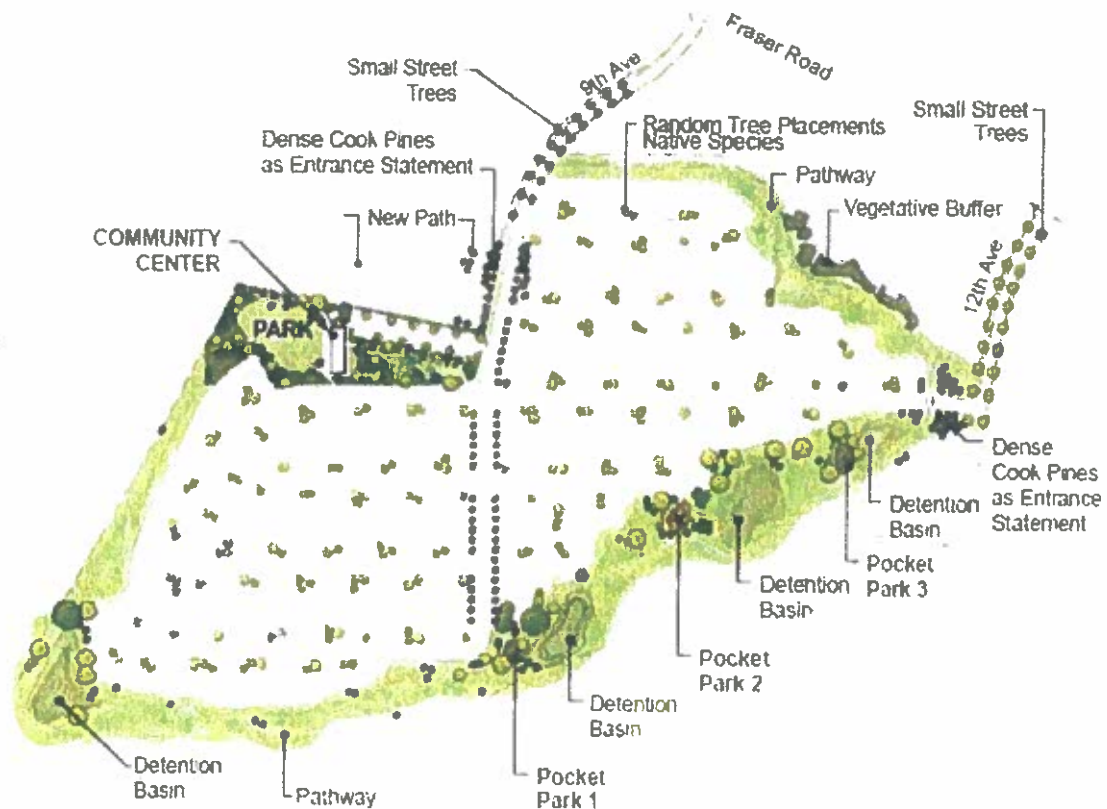 Fraser Road
9th Ave
Small Street
Trees
Dense Cook Pines
as Entrance Statement
Random Tree Placements
Native Species
Small Street
Trees
Pathway
New Path
Vegetative Buffer
COMMUNITY
CENTER
12th Ave
PARK
Dense
Cook Pines
as Entrance
Statement
Detention
Basin
Pocket
Park 3
Detention
Basin
Pocket
Park 2
Detention
Basin
Detention
Basin
Pathway
Pocket
Park 1